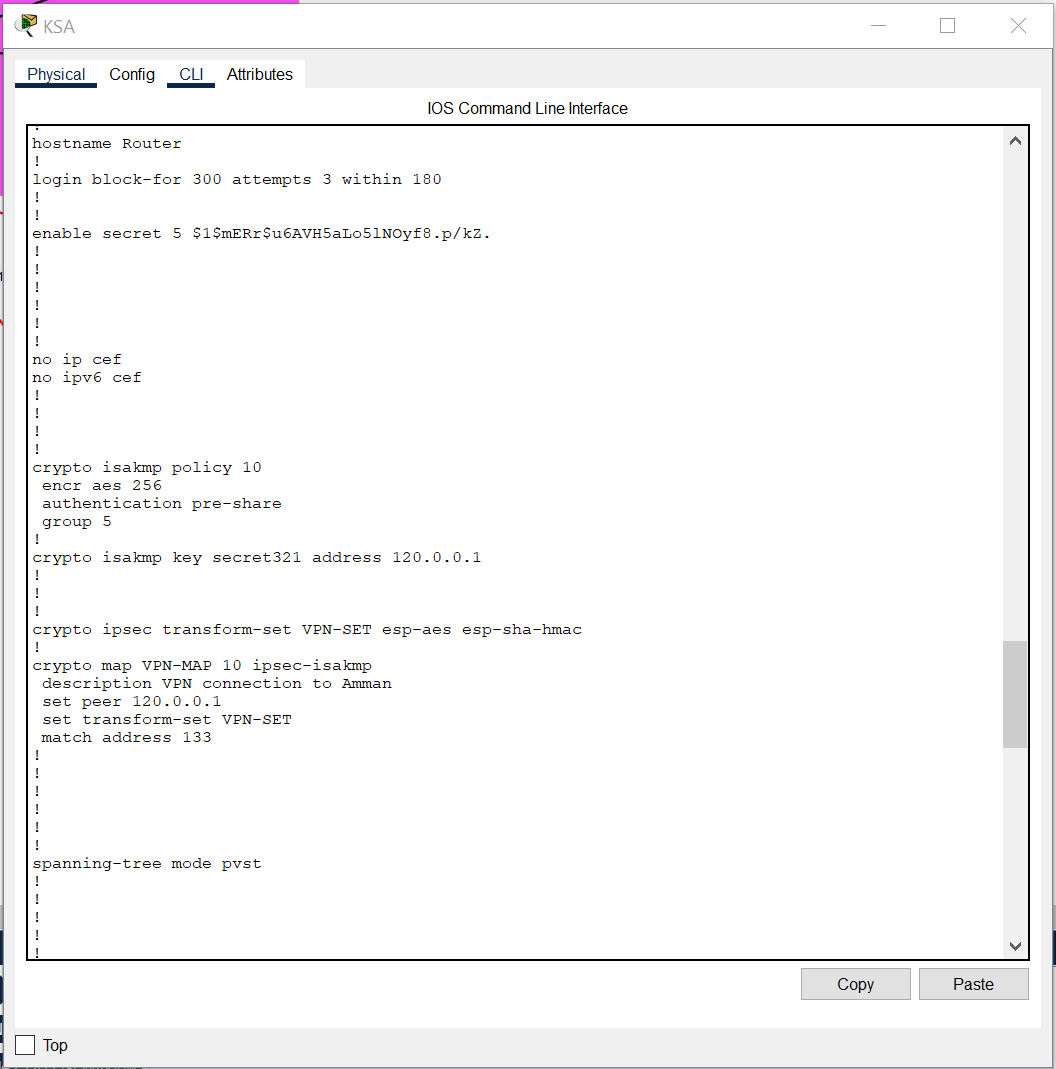 KSA
Physical Config CLI Attributes
IOS Command Line Interface
!
hostname Router
!
login block-for 300 attempts 3 within 180
!
!
enable secret 5 $1$mERr$u6AVH5aLo5lNOyf8.p/kZ.
!
!
!
!
!
!
no ip cef
no ipv6 cef
!
!
!
!
crypto isakmp policy 10
encr aes 256
authentication pre-share
group 5
!
crypto isakmp key secret321 address 120.0.0.1
!
!
!
crypto ipsec transform-set VPN-SET esp-aes esp-sha-hmac
!
crypto map VPN-MAP 10 ipsec-isakmp
description VPN connection to Amman
set peer 120.0.0.1
set transform-set VPN-SET
match address 133
!
!
!
!
!
!
spanning-tree mode pvst
!
!
!
!
!
Copy Paste
Top